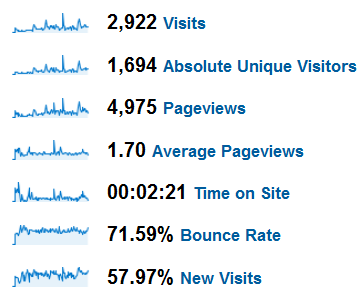 2,922 Visits
1,694 Absolute Unique Visitors
4,975 Pageviews
1.70 Average Pageviews
00:02:21 Time on Site
71.59% Bounce Rate
57.97% New Visits